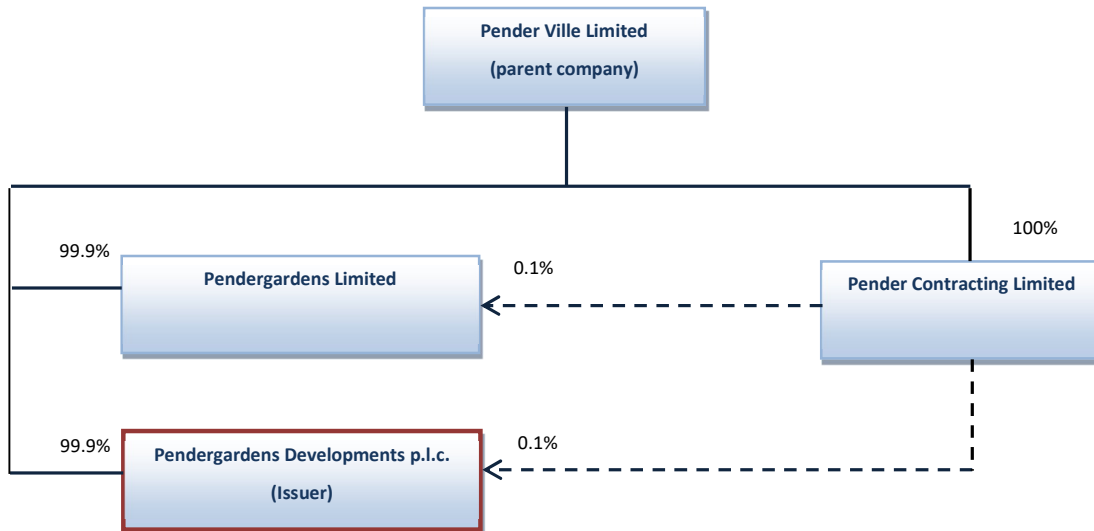 Pender Ville Limited
(parent company)
100%
99.9%
Pendergardens Limited
0.1%
Pender Contracting Limited
99.9%
Pendergardens Developments p.l.c.
(Issuer)
0.1%